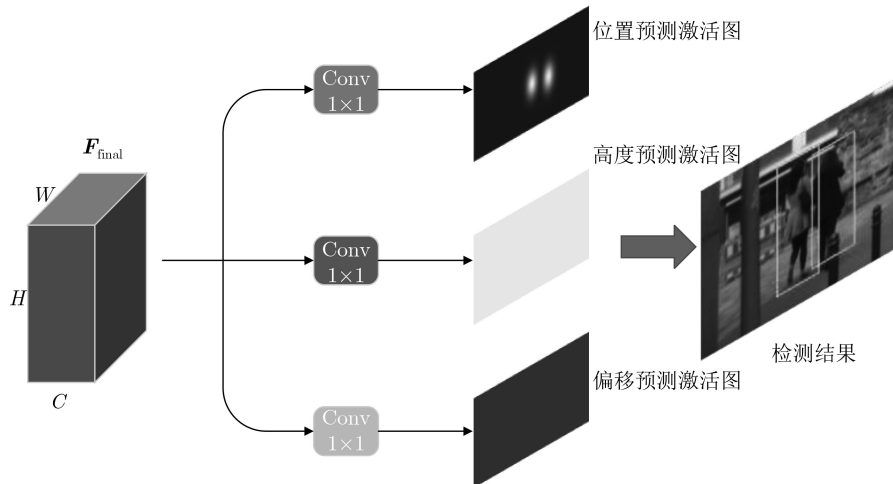 位置预测激活图
Conv
1×1
F_final
W
高度预测激活图
Conv
1×1
H
检测结果
偏移预测激活图
C
Conv
1×1